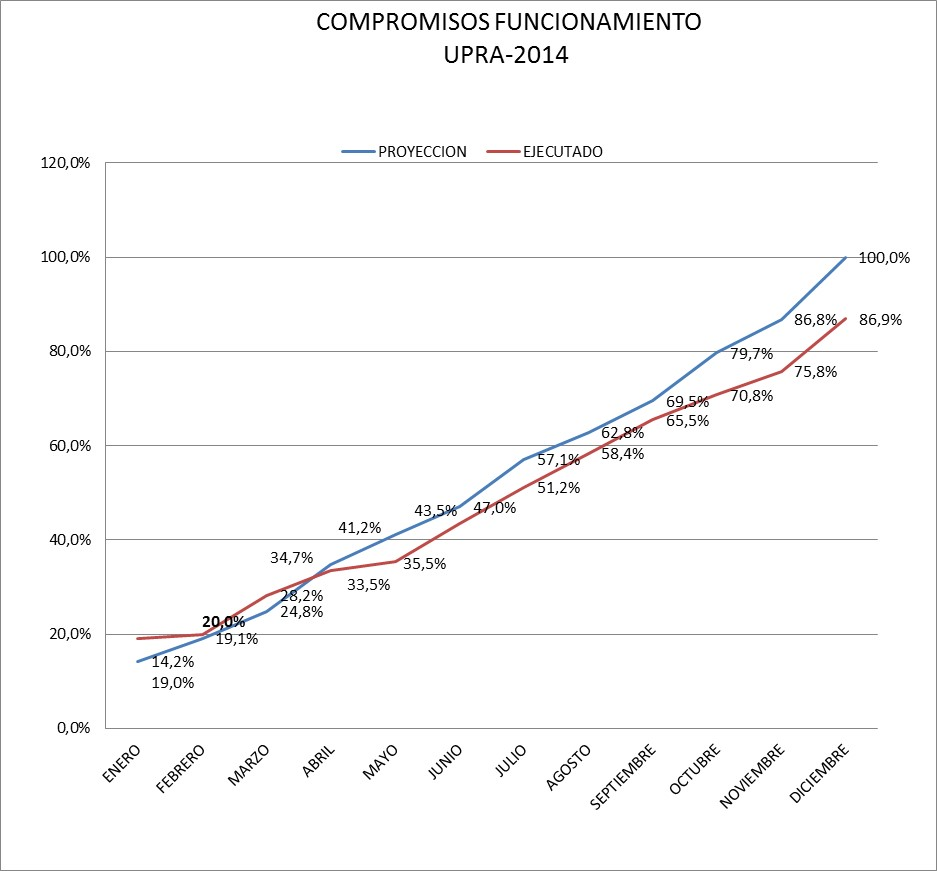 COMPROMISOS FUNCIONAMIENTO
UPRA-2014
PROYECCION EJECUTADO
120,0%
100,0%
80,0%
60,0%
40,0%
20,0%
0,0%
100,0%
86,8% 86,9%
79,7%
75,8%
70,8%
69,5%
65,5%
62,8%
58,4%
57,1%
51,2%
43,5% 47,0%
41,2%
34,7% 35,5%
33,5%
28,2%
24,8%
20,0%
19,1%
14,2%
19,0%
ENERO
FEBRERO
MARZO
ABRIL
MAYO
JUNIO
JULIO
AGOSTO
SEPTIEMBRE
OCTUBRE
NOVIEMBRE
DICIEMBRE